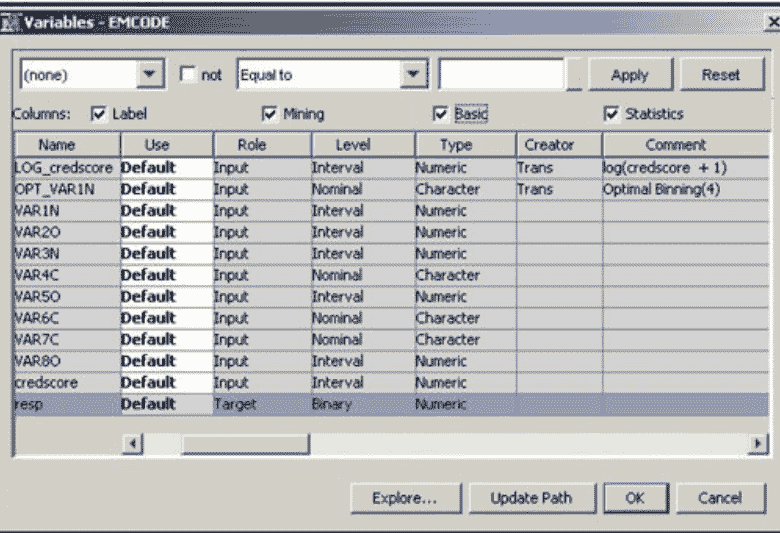 Variables - EMCODE
(none) not Equal to Apply Reset
Columns: Label Mining Basic Statistics
Name Use Role Level Type Creator Comment
LOG_credscore Default Input Interval Numeric Trans log(credscore + 1)
OPT_VAR1N Default Input Nominal Character Trans Optimal Binning(4)
VAR1N Default Input Interval Numeric
VAR2O Default Input Interval Numeric
VAR3N Default Input Interval Numeric
VAR4C Default Input Nominal Character
VAR5O Default Input Interval Numeric
VAR6C Default Input Nominal Character
VAR7C Default Input Nominal Character
VAR8O Default Input Interval Numeric
credscore Default Input Interval Numeric
resp Default Target Binary Numeric
Explore... Update Path OK Cancel